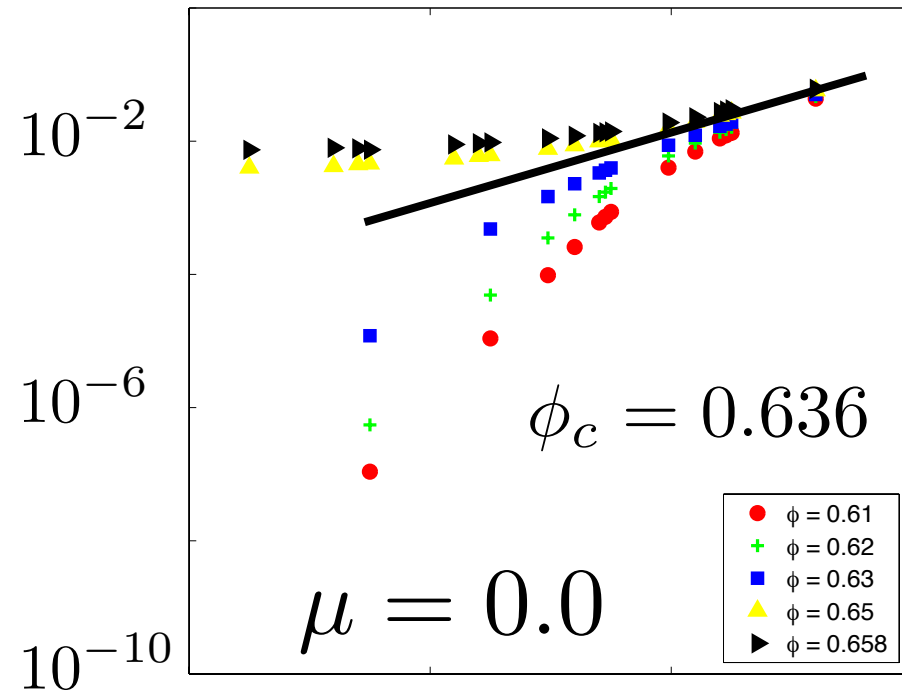 10⁻²
10⁻⁶
ϕ_c = 0.636
ϕ = 0.61
ϕ = 0.62
ϕ = 0.63
ϕ = 0.65
ϕ = 0.658
μ = 0.0
10⁻¹⁰